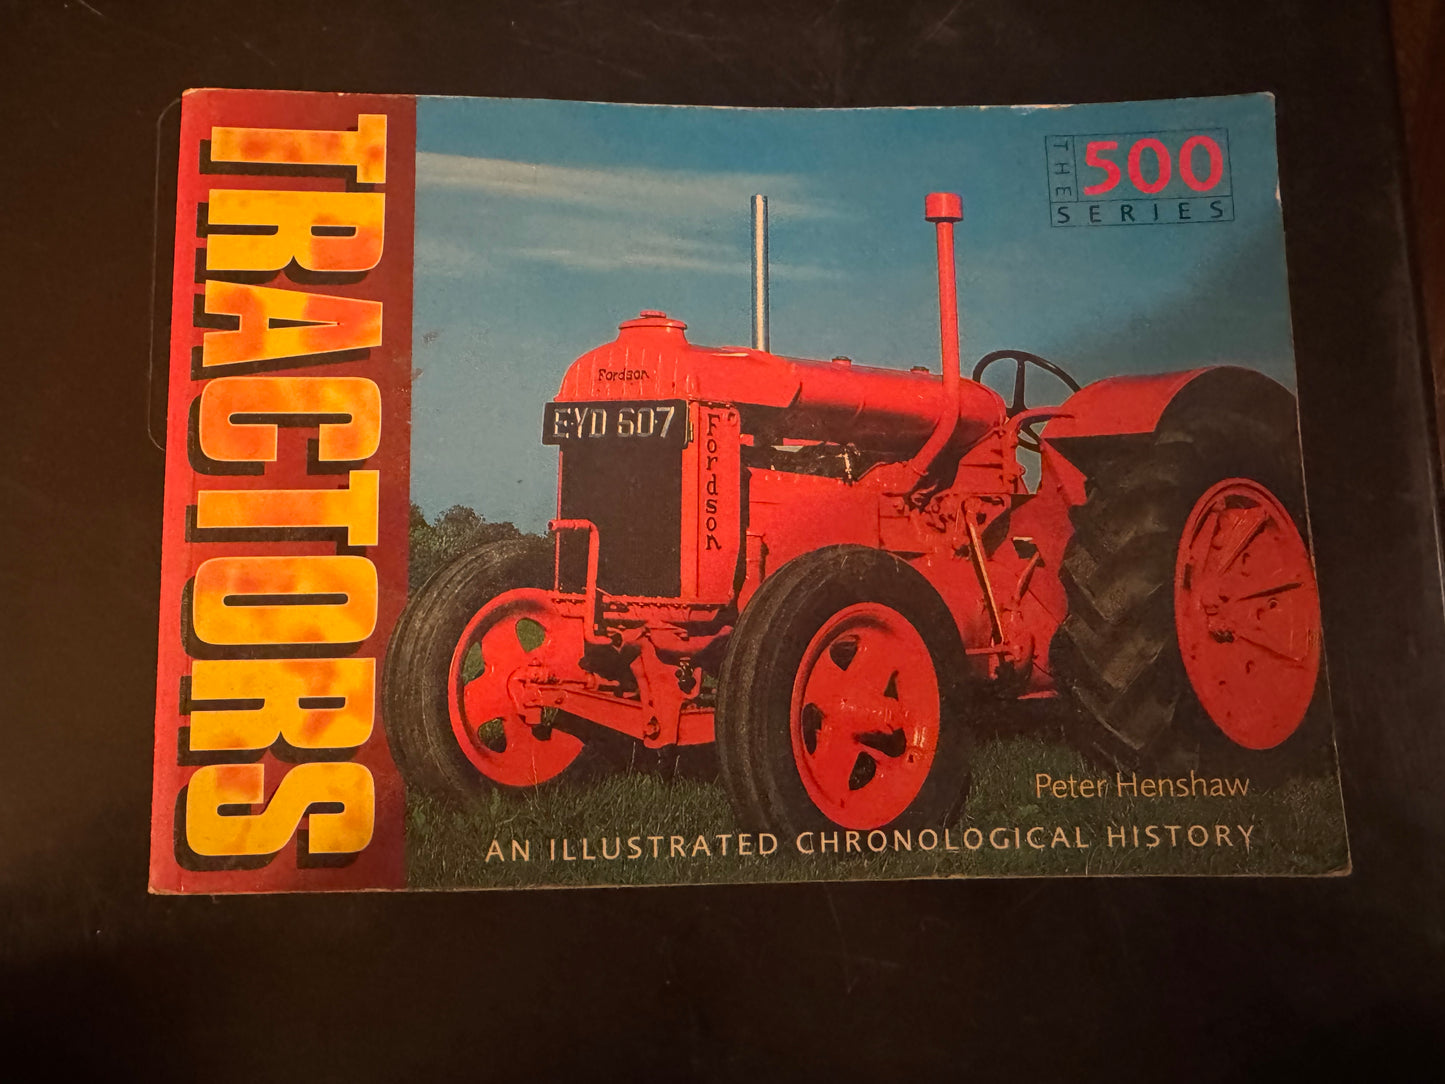 TRACTORS
THE 500
SERIES
Fordson
EYD 607
Fordson
Peter Henshaw
AN ILLUSTRATED CHRONOLOGICAL HISTORY